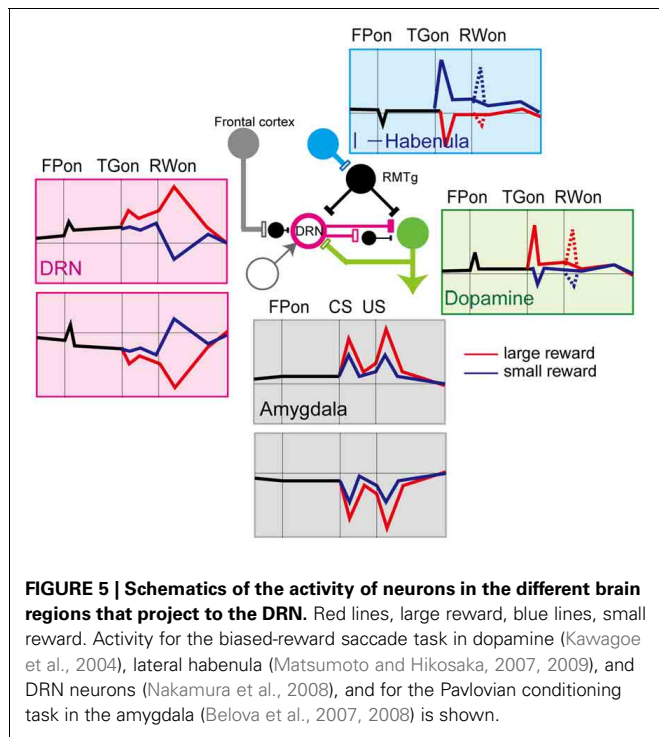 FPon TGon RWon
l – Habenula
Frontal cortex
RMTg
FPon TGon RWon
DRN
DRN
FPon TGon RWon
Dopamine
FPon CS US
Amygdala
large reward
small reward
FIGURE 5 | Schematics of the activity of neurons in the different brain
regions that project to the DRN. Red lines, large reward, blue lines, small
reward. Activity for the biased-reward saccade task in dopamine (Kawagoe
et al., 2004), lateral habenula (Matsumoto and Hikosaka, 2007, 2009), and
DRN neurons (Nakamura et al., 2008), and for the Pavlovian conditioning
task in the amygdala (Belova et al., 2007, 2008) is shown.